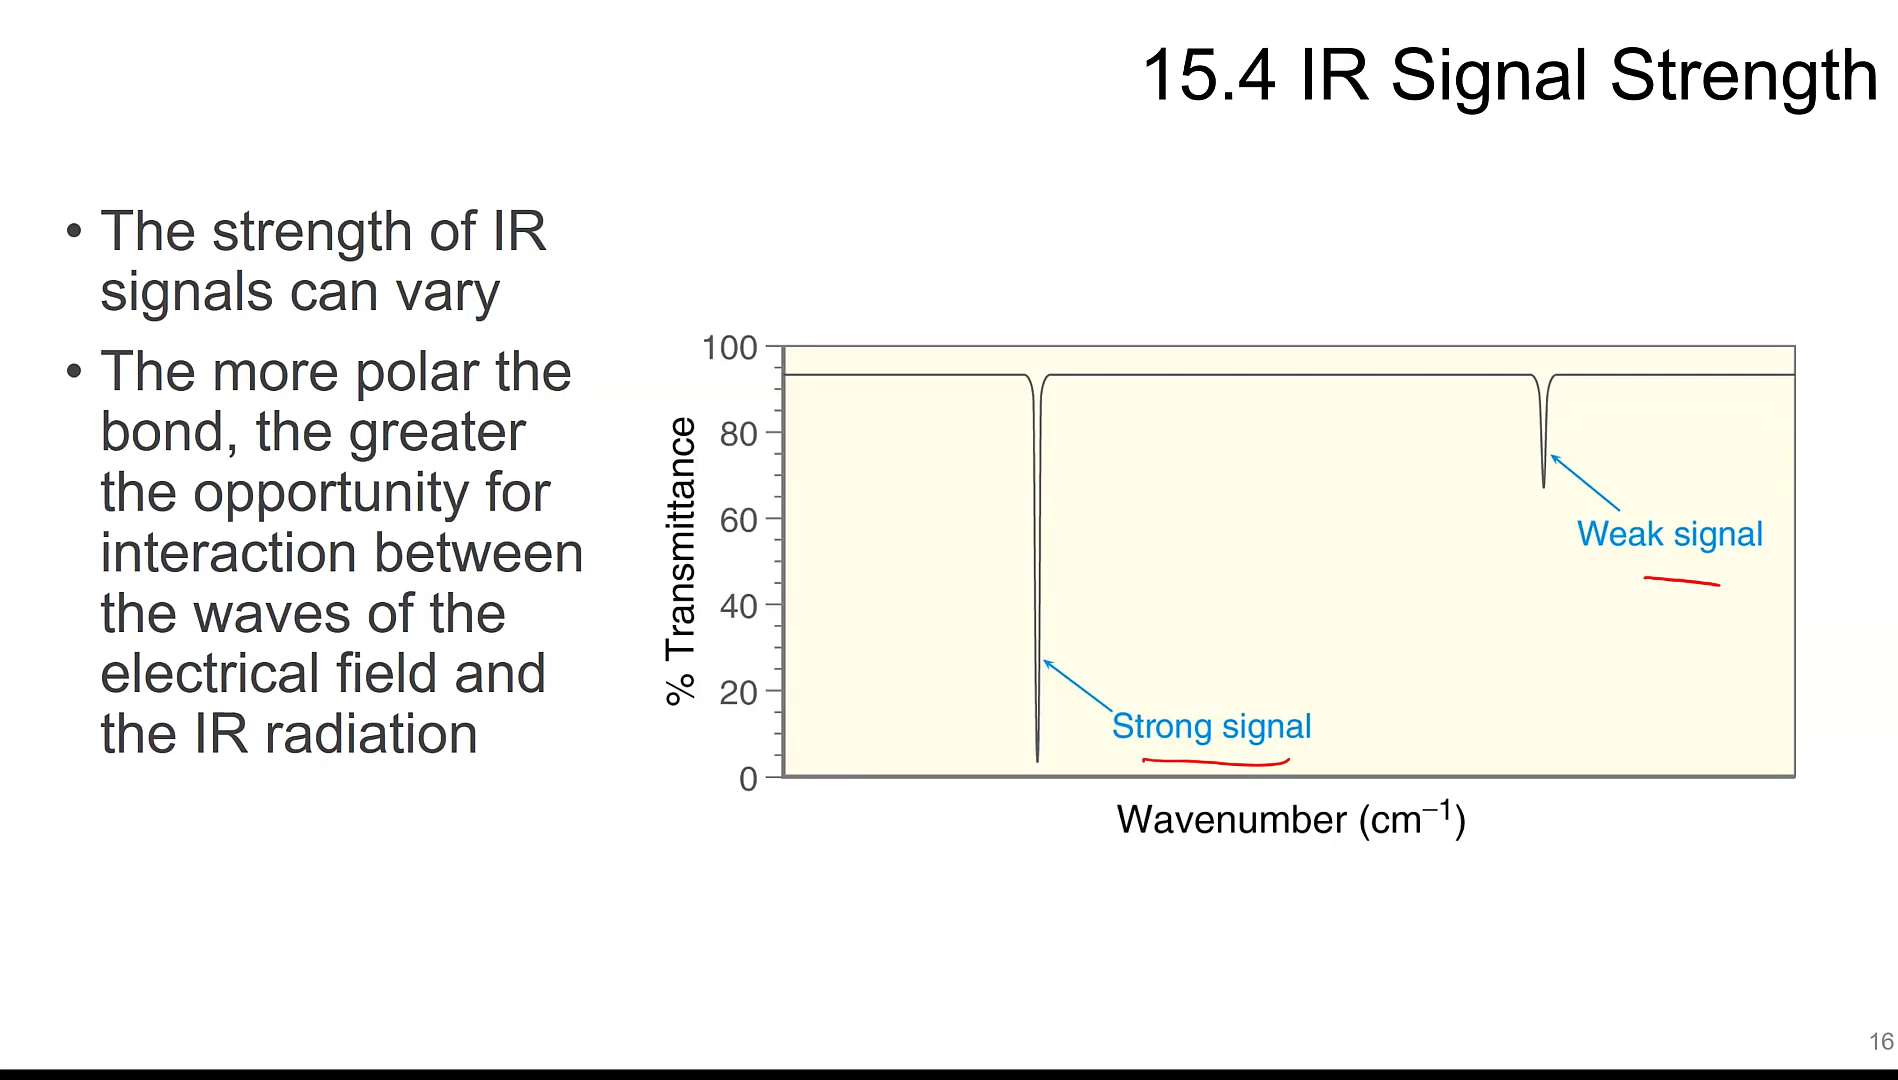 15.4 IR Signal Strength
• The strength of IR
signals can vary
• The more polar the
bond, the greater
the opportunity for
interaction between
the waves of the
electrical field and
the IR radiation
% Transmittance
100
80
60
40
20
0
Weak signal
Strong signal
Wavenumber (cm⁻¹)
16